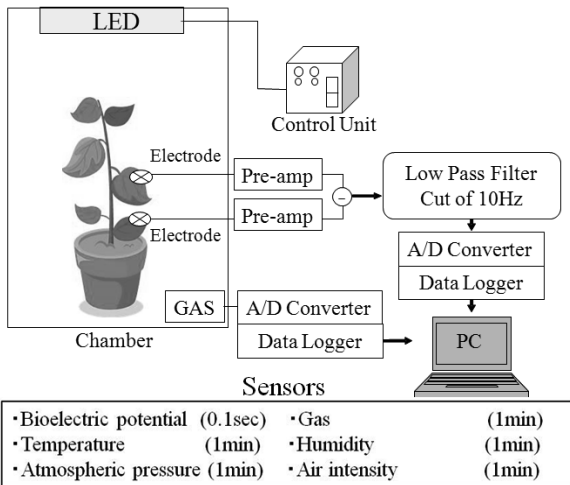 LED
Control Unit
Electrode
Pre-amp
Low Pass Filter
Cut of 10Hz
Pre-amp
Electrode
A/D Converter
Data Logger
GAS
A/D Converter
Data Logger
PC
Chamber
Sensors
・Bioelectric potential (0.1sec) ・Gas (1min)
・Temperature (1min) ・Humidity (1min)
・Atmospheric pressure (1min) ・Air intensity (1min)